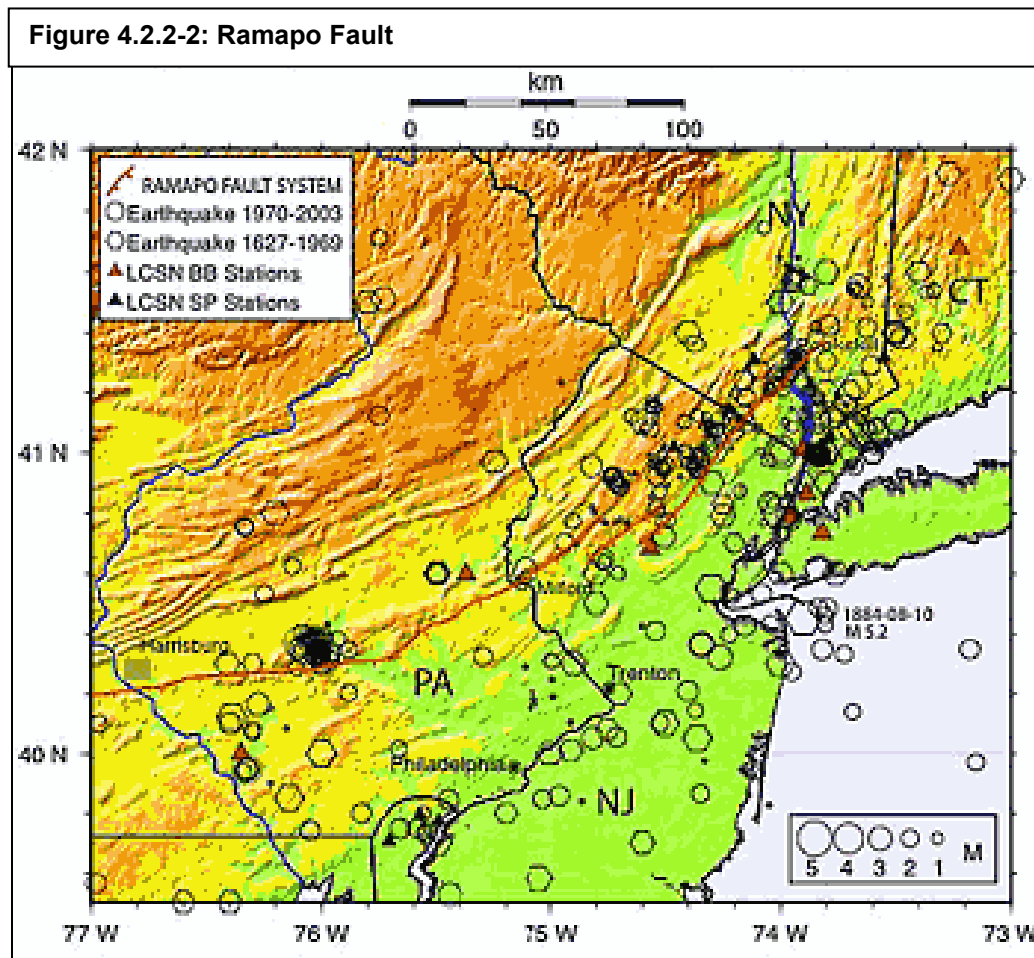 Figure 4.2.2-2: Ramapo Fault
km
0 50 100
42 N
RAMAPO FAULT SYSTEM
Earthquake 1970-2003
Earthquake 1627-1969
LCSN BB Stations
LCSN SP Stations
NY
CT
41 N
Milford
1884-08-10
M 5.2
Harrisburg
PA
Trenton
40 N
Philadelphia
NJ
5 4 3 2 1 M
77 W 76 W 75 W 74 W 73 W